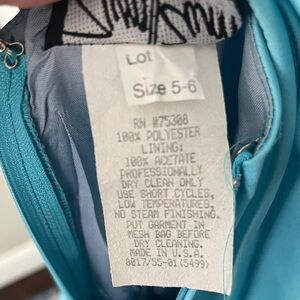 Lot
Size 5-6
RN #75308
100% POLYESTER
LINING:
100% ACETATE
PROFESSIONALLY
DRY CLEAN ONLY
USE SHORT CYCLES,
LOW TEMPERATURES,
NO STEAM FINISHING.
PUT GARMENT IN
MESH BAG BEFORE
DRY CLEANING.
MADE IN U.S.A.
8017/55-01(5499)